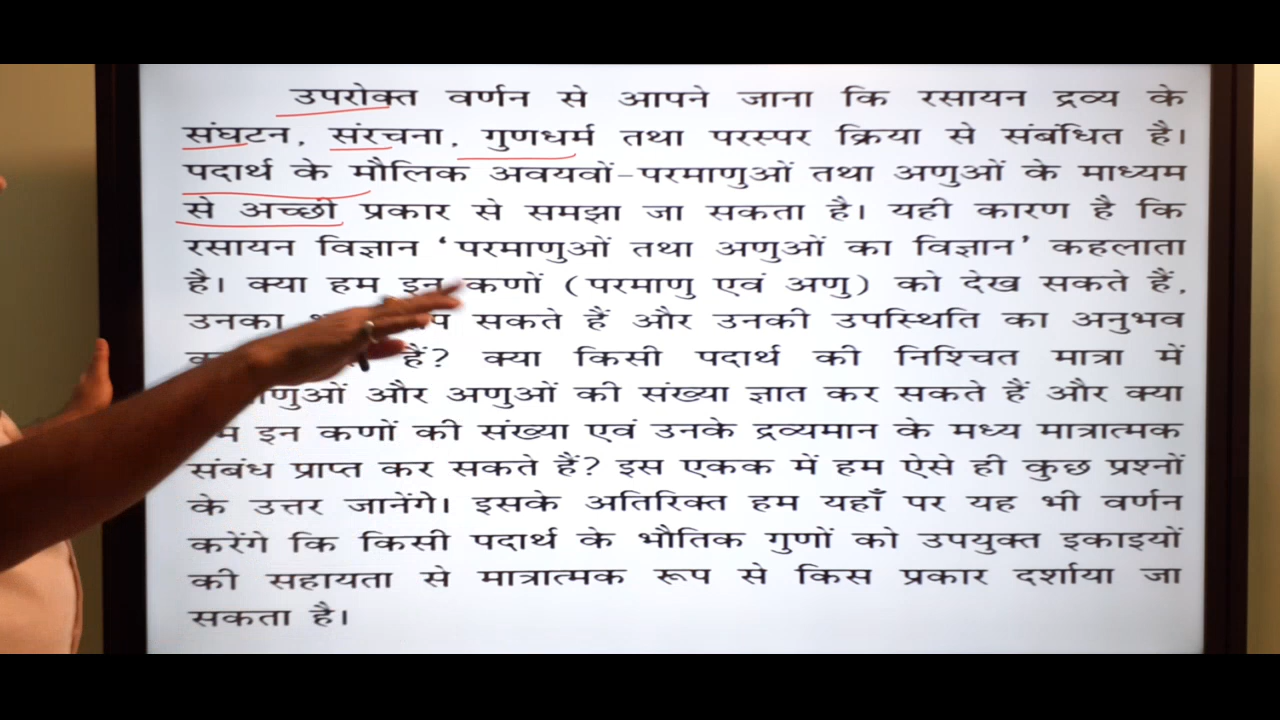 उपरोक्त वर्णन से आपने जाना कि रसायन द्रव्य के
संघटन, संरचना, गुणधर्म तथा परस्पर क्रिया से संबंधित है।
पदार्थ के मौलिक अवयवों-परमाणुओं तथा अणुओं के माध्यम
से अच्छी प्रकार से समझा जा सकता है। यही कारण है कि
रसायन विज्ञान ‘परमाणुओं तथा अणुओं का विज्ञान’ कहलाता
है। क्या हम इन कणों (परमाणु एवं अणु) को देख सकते हैं,
उनका सकते हैं और उनकी उपस्थिति का अनुभव
हैं? क्या किसी पदार्थ की निश्चित मात्रा में
और अणुओं की संख्या ज्ञात कर सकते हैं और क्या
इन कणों की संख्या एवं उनके द्रव्यमान के मध्य मात्रात्मक
संबंध प्राप्त कर सकते हैं? इस एकक में हम ऐसे ही कुछ प्रश्नों
के उत्तर जानेंगे। इसके अतिरिक्त हम यहाँ पर यह भी वर्णन
करेंगे कि किसी पदार्थ के भौतिक गुणों को उपयुक्त इकाइयों
की सहायता से मात्रात्मक रूप से किस प्रकार दर्शाया जा
सकता है।